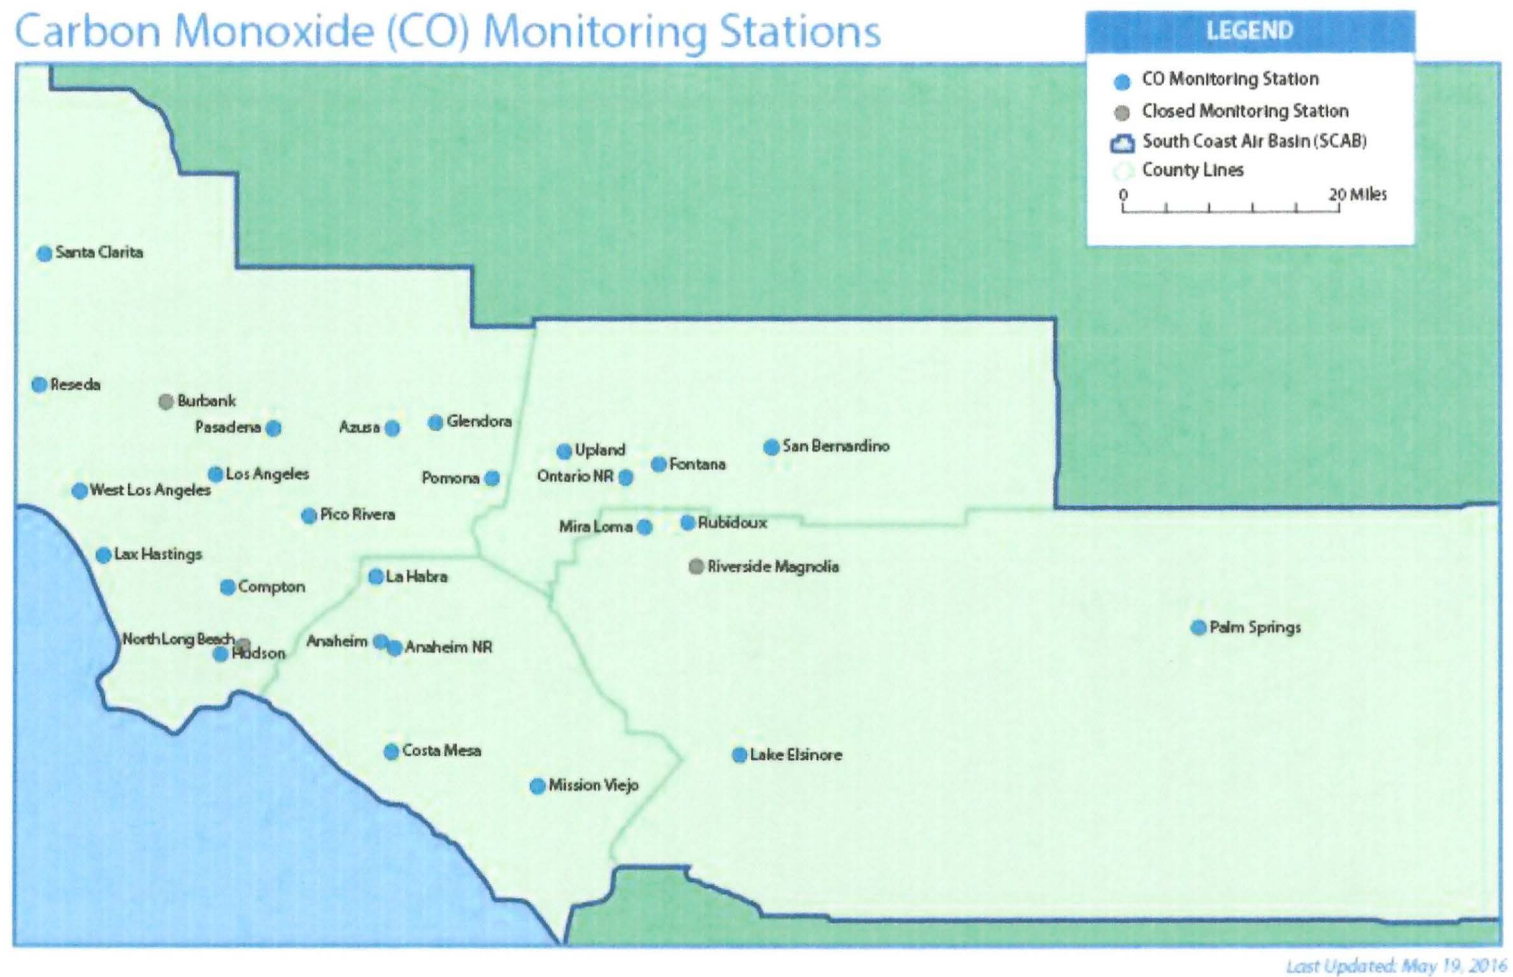 Carbon Monoxide (CO) Monitoring Stations
LEGEND
CO Monitoring Station
Closed Monitoring Station
South Coast Air Basin (SCAB)
County Lines
0 20 Miles
Santa Clarita
Reseda
Burbank
Pasadena
Azusa
Glendora
Upland
San Bernardino
Los Angeles
Pomona
Ontario NR
Fontana
West Los Angeles
Pico Rivera
Mira Loma
Rubidoux
Lax Hastings
Riverside Magnolia
Compton
La Habra
Palm Springs
North Long Beach
Hudson
Anaheim
Anaheim NR
Costa Mesa
Lake Elsinore
Mission Viejo
Last Updated: May 19, 2016